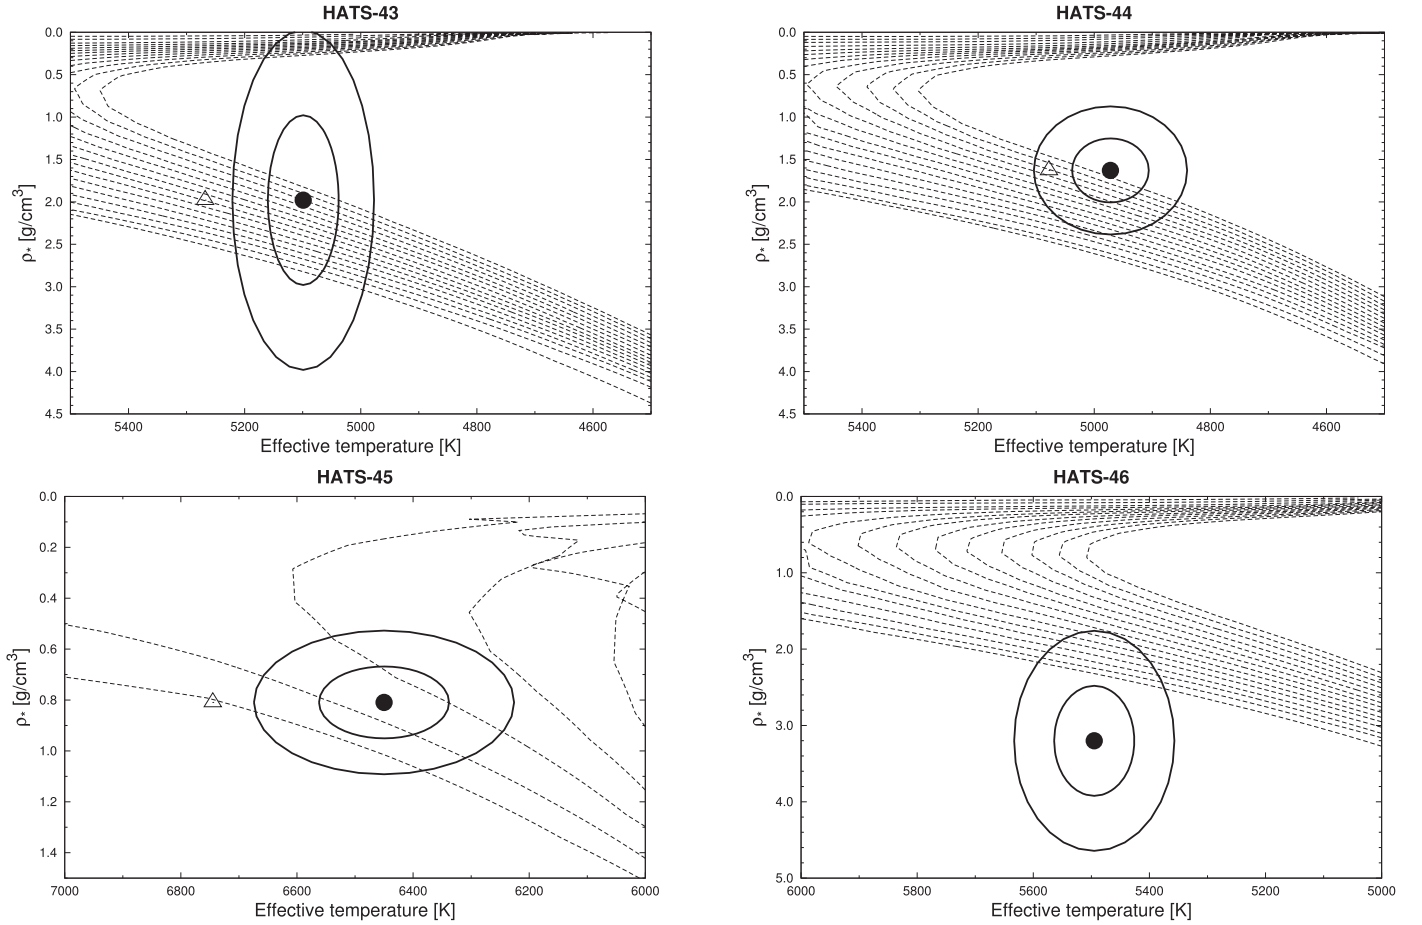 HATS-43
0.0
0.5
1.0
1.5
2.0
2.5
3.0
3.5
4.0
4.5
ρ* [g/cm3]
5400 5200 5000 4800 4600
Effective temperature [K]
HATS-44
0.0
0.5
1.0
1.5
2.0
2.5
3.0
3.5
4.0
4.5
ρ* [g/cm3]
5400 5200 5000 4800 4600
Effective temperature [K]
HATS-45
0.0
0.2
0.4
0.6
0.8
1.0
1.2
1.4
ρ* [g/cm3]
7000 6800 6600 6400 6200 6000
Effective temperature [K]
HATS-46
0.0
1.0
2.0
3.0
4.0
5.0
ρ* [g/cm3]
6000 5800 5600 5400 5200 5000
Effective temperature [K]